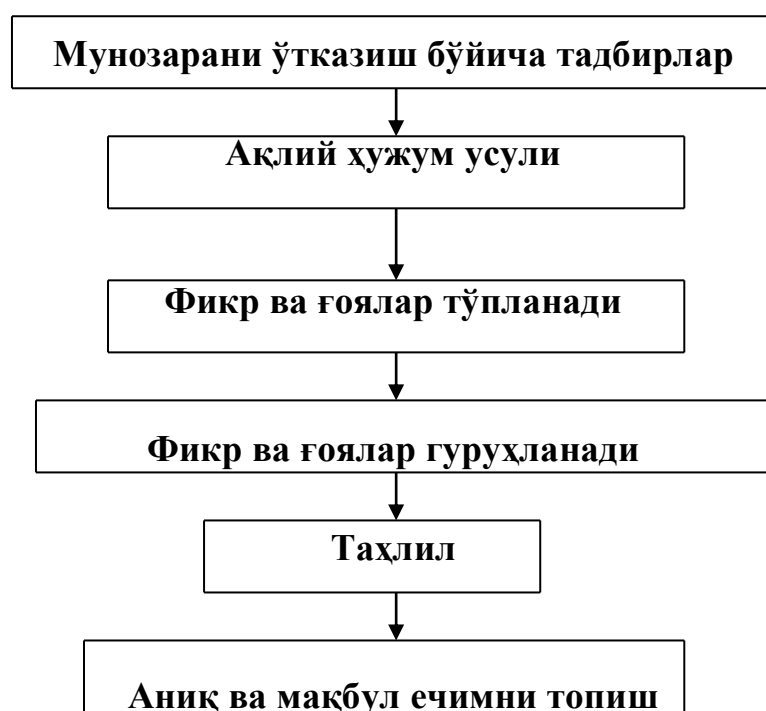 Мунозарани ўтказиш бўйича тадбирлар
Ақлий ҳужум усули
Фикр ва ғоялар тўпланади
Фикр ва ғоялар гуруҳланади
Таҳлил
Аниқ ва мақбул ечимни топиш